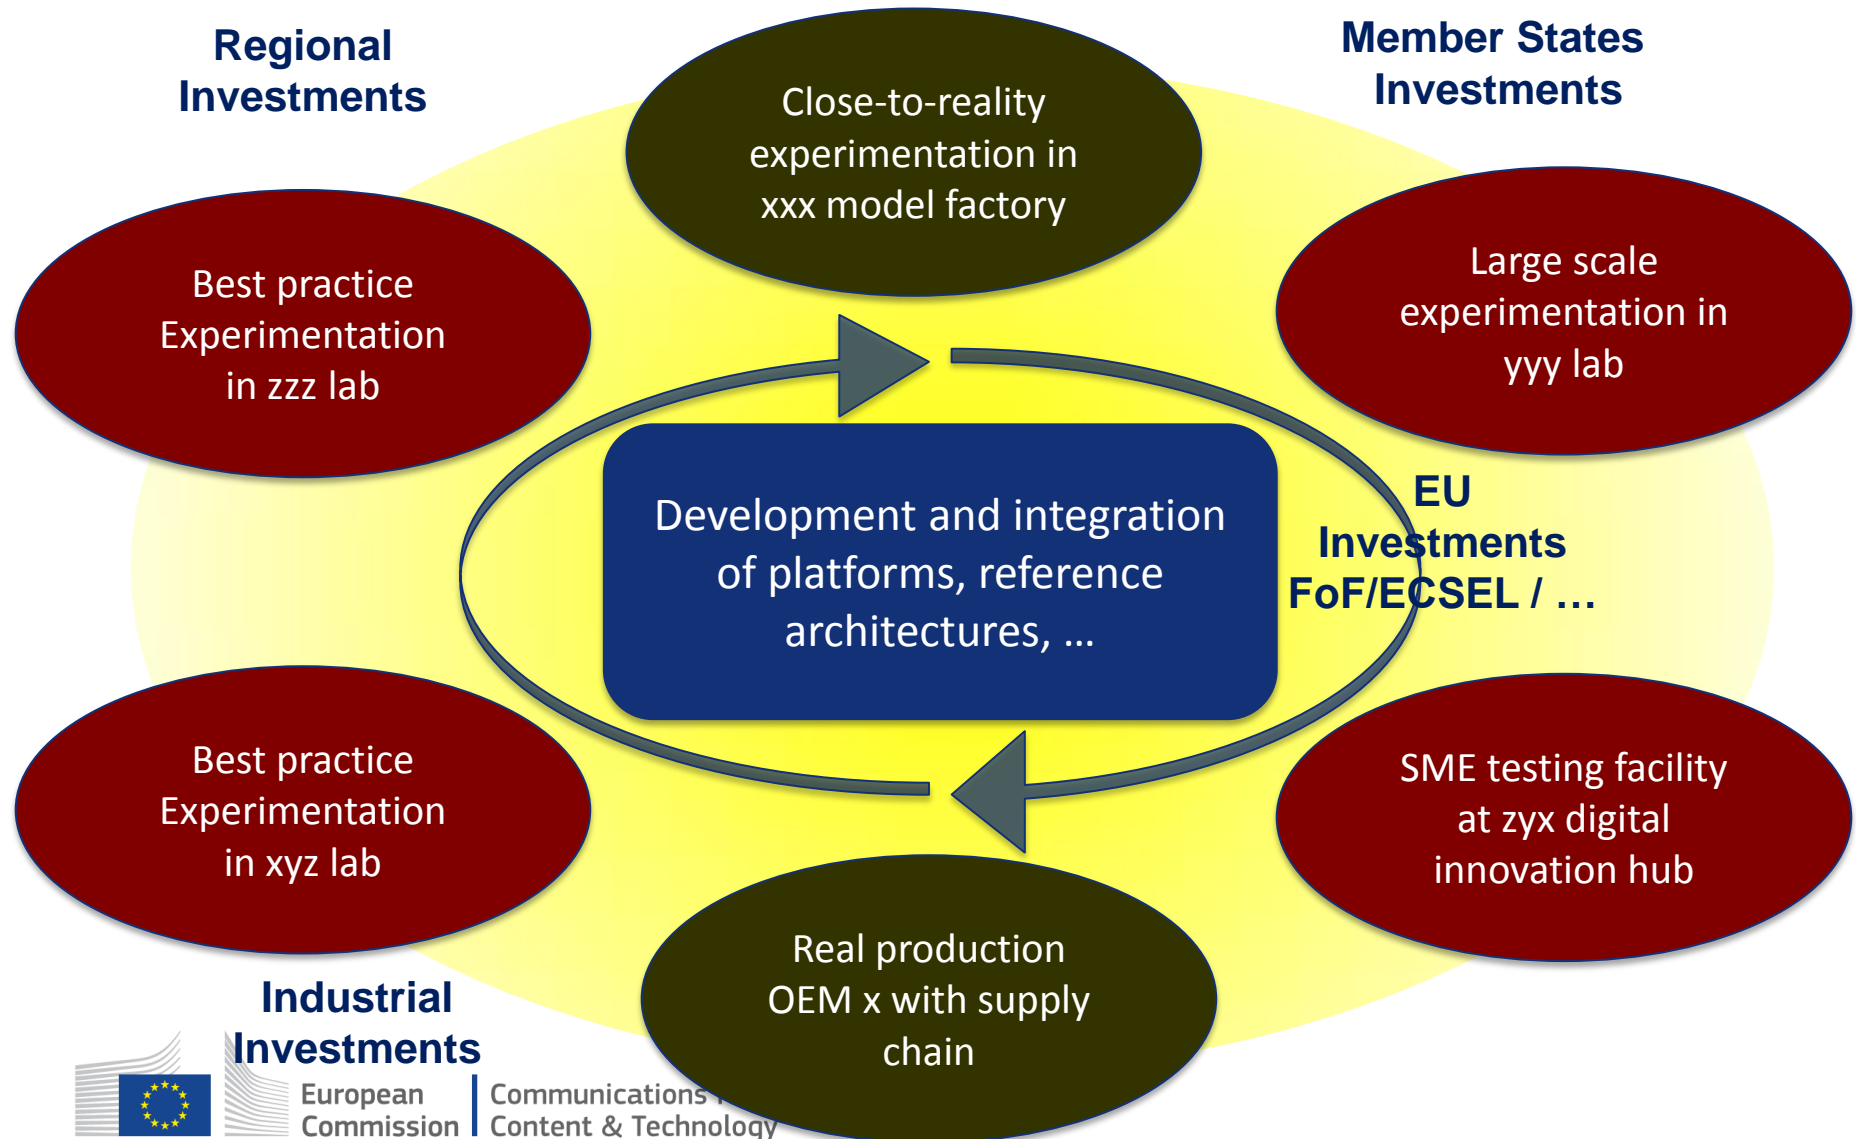 Regional
Investments
Member States
Investments
Close-to-reality
experimentation in
xxx model factory
Best practice
Experimentation
in zzz lab
Large scale
experimentation in
yyy lab
Development and integration
of platforms, reference
architectures, ...
EU
Investments
FoF/ECSEL / ...
Best practice
Experimentation
in xyz lab
SME testing facility
at zyx digital
innovation hub
Real production
OEM x with supply
chain
Industrial
Investments
European
Commission
Communications
Content & Technology